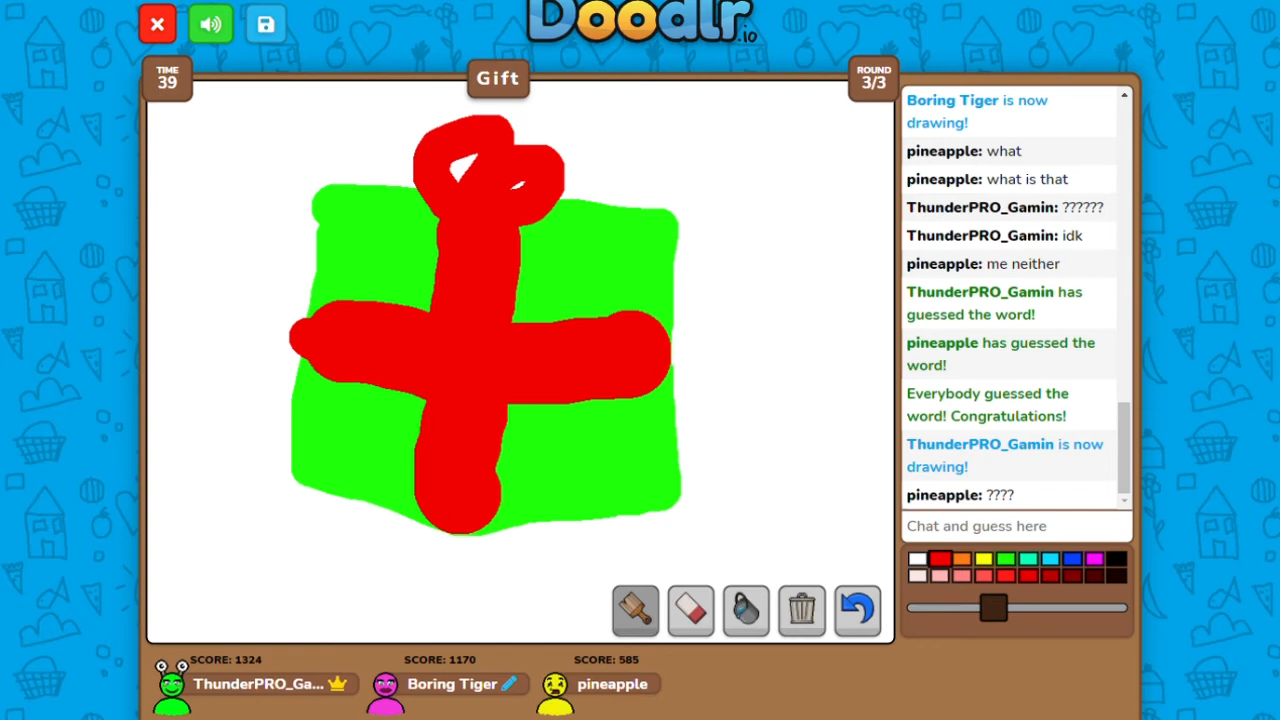 Doodlr.io
TIME
39
Gift
ROUND
3/3
Boring Tiger is now
drawing!
pineapple: what
pineapple: what is that
ThunderPRO_Gamin: ??????
ThunderPRO_Gamin: idk
pineapple: me neither
ThunderPRO_Gamin has
guessed the word!
pineapple has guessed the
word!
Everybody guessed the
word! Congratulations!
ThunderPRO_Gamin is now
drawing!
pineapple: ????
Chat and guess here
SCORE: 1324
ThunderPRO_Ga...
SCORE: 1170
Boring Tiger
SCORE: 585
pineapple